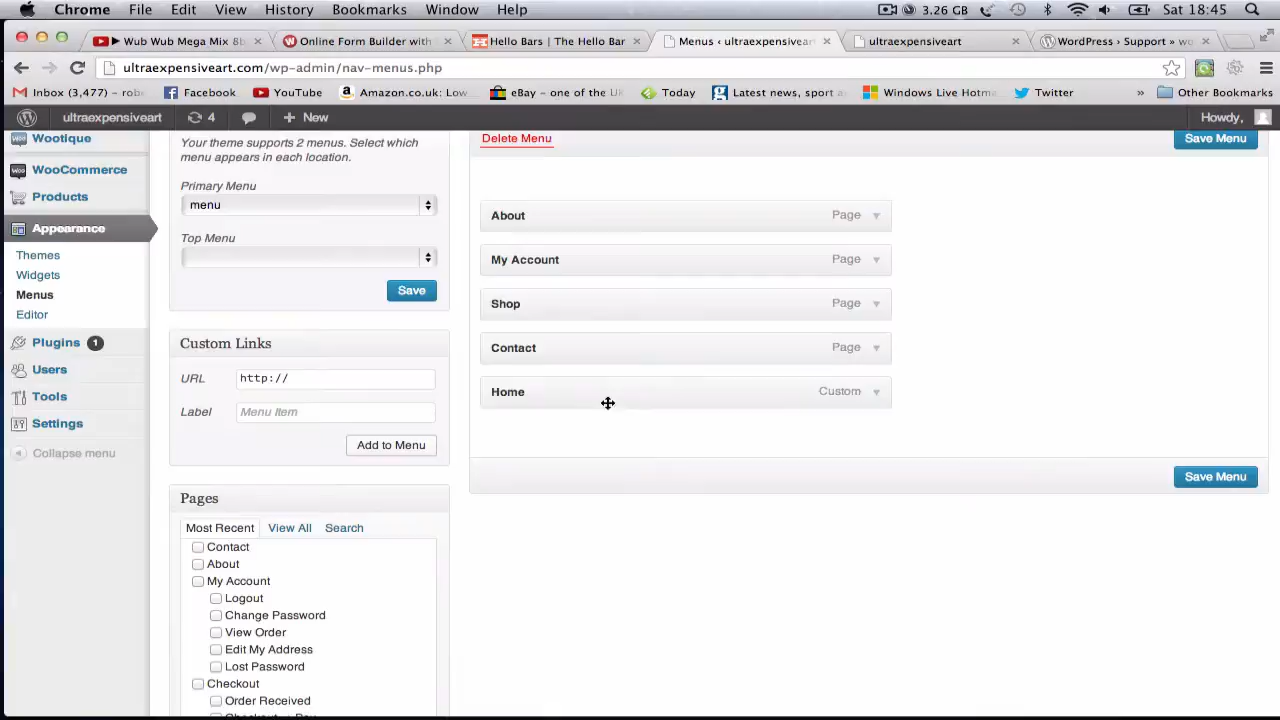 Chrome File Edit View History Bookmarks Window Help 3.26 GB Sat 18:45
▶ Wub Wub Mega Mix 8b Online Form Builder with Hello Bars | The Hello Bar Menus ‹ ultraexpensiveart ultraexpensiveart WordPress › Support »
ultraexpensiveart.com/wp-admin/nav-menus.php
Inbox (3,477) – robe Facebook YouTube Amazon.co.uk: Low eBay – one of the UK Today Latest news, sport Windows Live Hotma Twitter » Other Bookmarks
ultraexpensiveart 4 + New Howdy,
Wootique
WooCommerce
Products
Appearance
Themes
Widgets
Menus
Editor
Plugins 1
Users
Tools
Settings
Collapse menu
Your theme supports 2 menus. Select which
menu appears in each location.
Primary Menu
menu
Top Menu
Save
Custom Links
URL http://
Label Menu Item
Add to Menu
Pages
Most Recent View All Search
Contact
About
My Account
Logout
Change Password
View Order
Edit My Address
Lost Password
Checkout
Order Received
Delete Menu Save Menu
About Page
My Account Page
Shop Page
Contact Page
Home Custom
Save Menu